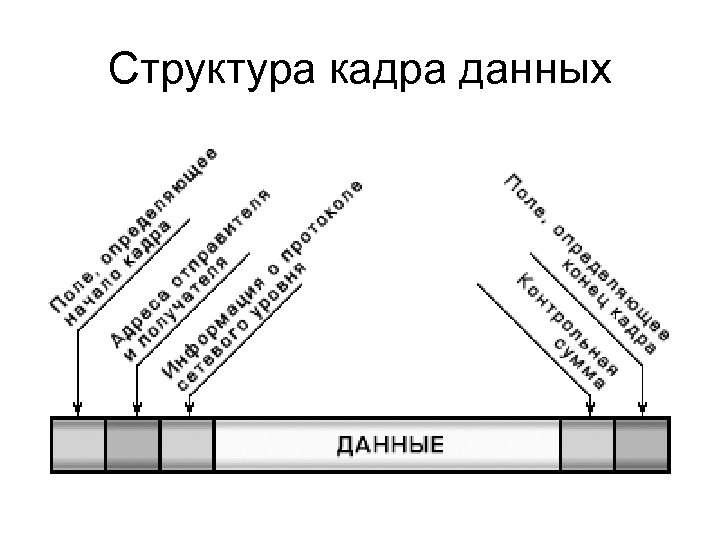 Структура кадра данных
Поле, определяющее
начало кадра
Адреса отправителя
и получателя
Информация о протоколе
сетевого уровня
Контрольная
сумма
Поле, определяющее
конец кадра
ДАННЫЕ